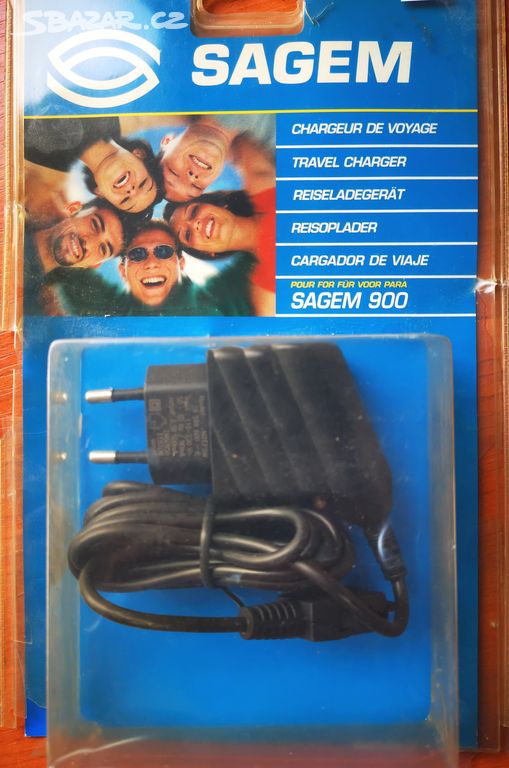 SBAZAR.CZ
SAGEM
CHARGEUR DE VOYAGE
TRAVEL CHARGER
REISELADEGERÄT
REISOPLADER
CARGADOR DE VIAJE
POUR FOR FÜR VOOR PARA
SAGEM 900